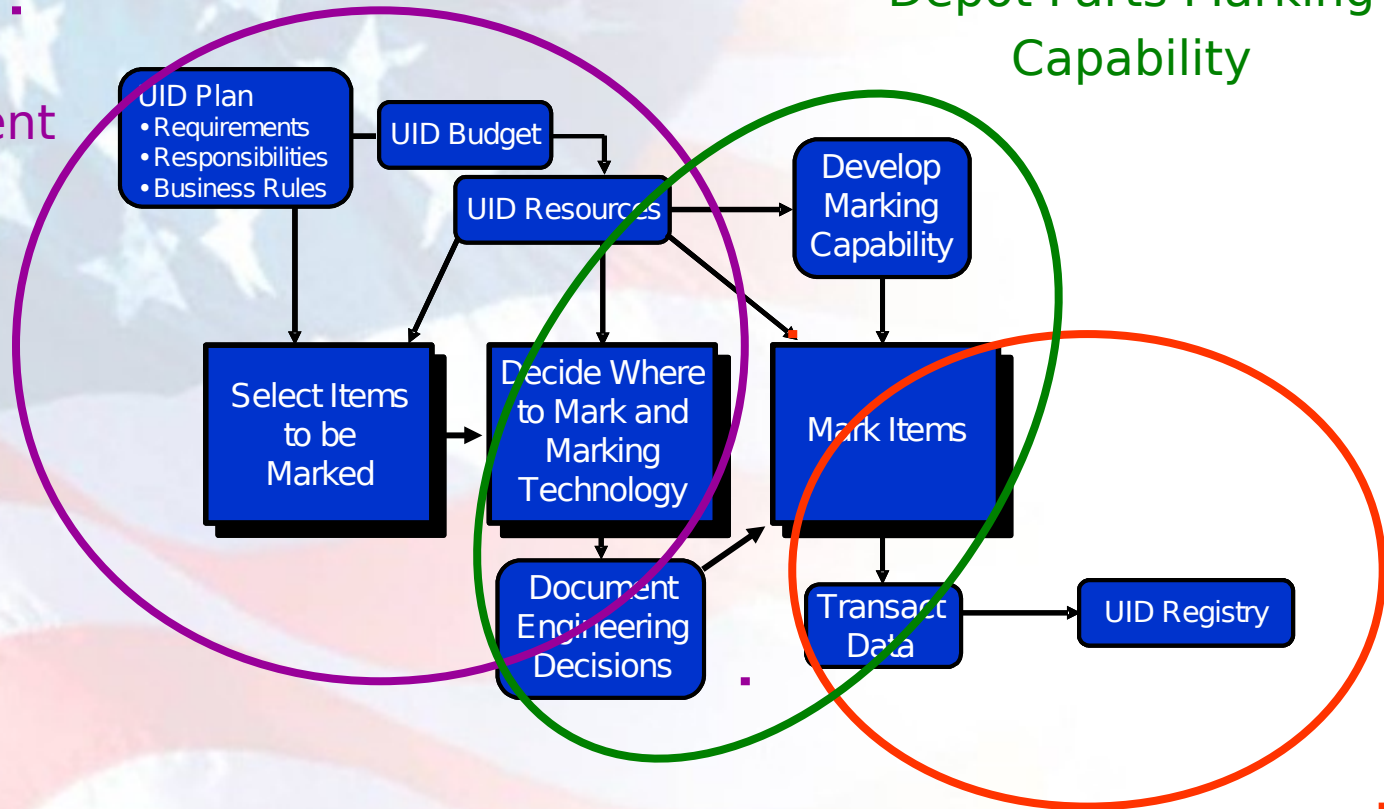 Capability
UID Plan
• Requirements
• Responsibilities
• Business Rules
UID Budget
UID Resources
Develop
Marking
Capability
Select Items
to be
Marked
Decide Where
to Mark and
Marking
Technology
Mark Items
Document
Engineering
Decisions
Transact
Data
UID Registry